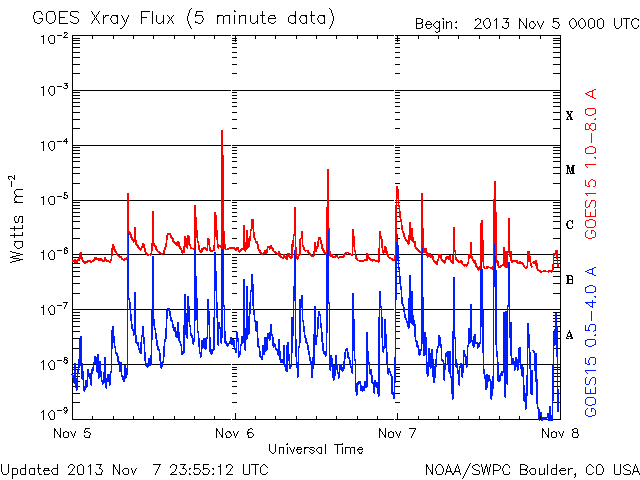 GOES Xray Flux (5 minute data)
Begin: 2013 Nov 5 0000 UTC
10-2
10-3
10-4
10-5
10-6
10-7
10-8
10-9
Watts m-2
X
M
C
B
A
GOES15 1.0-8.0 A
GOES15 0.5-4.0 A
Nov 5 Nov 6 Nov 7 Nov 8
Universal Time
Updated 2013 Nov 7 23:55:12 UTC
NOAA/SWPC Boulder, CO USA